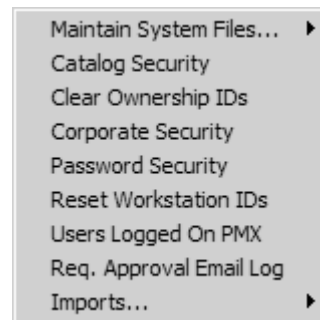 Maintain System Files...
Catalog Security
Clear Ownership IDs
Corporate Security
Password Security
Reset Workstation IDs
Users Logged On PMX
Req. Approval Email Log
Imports...